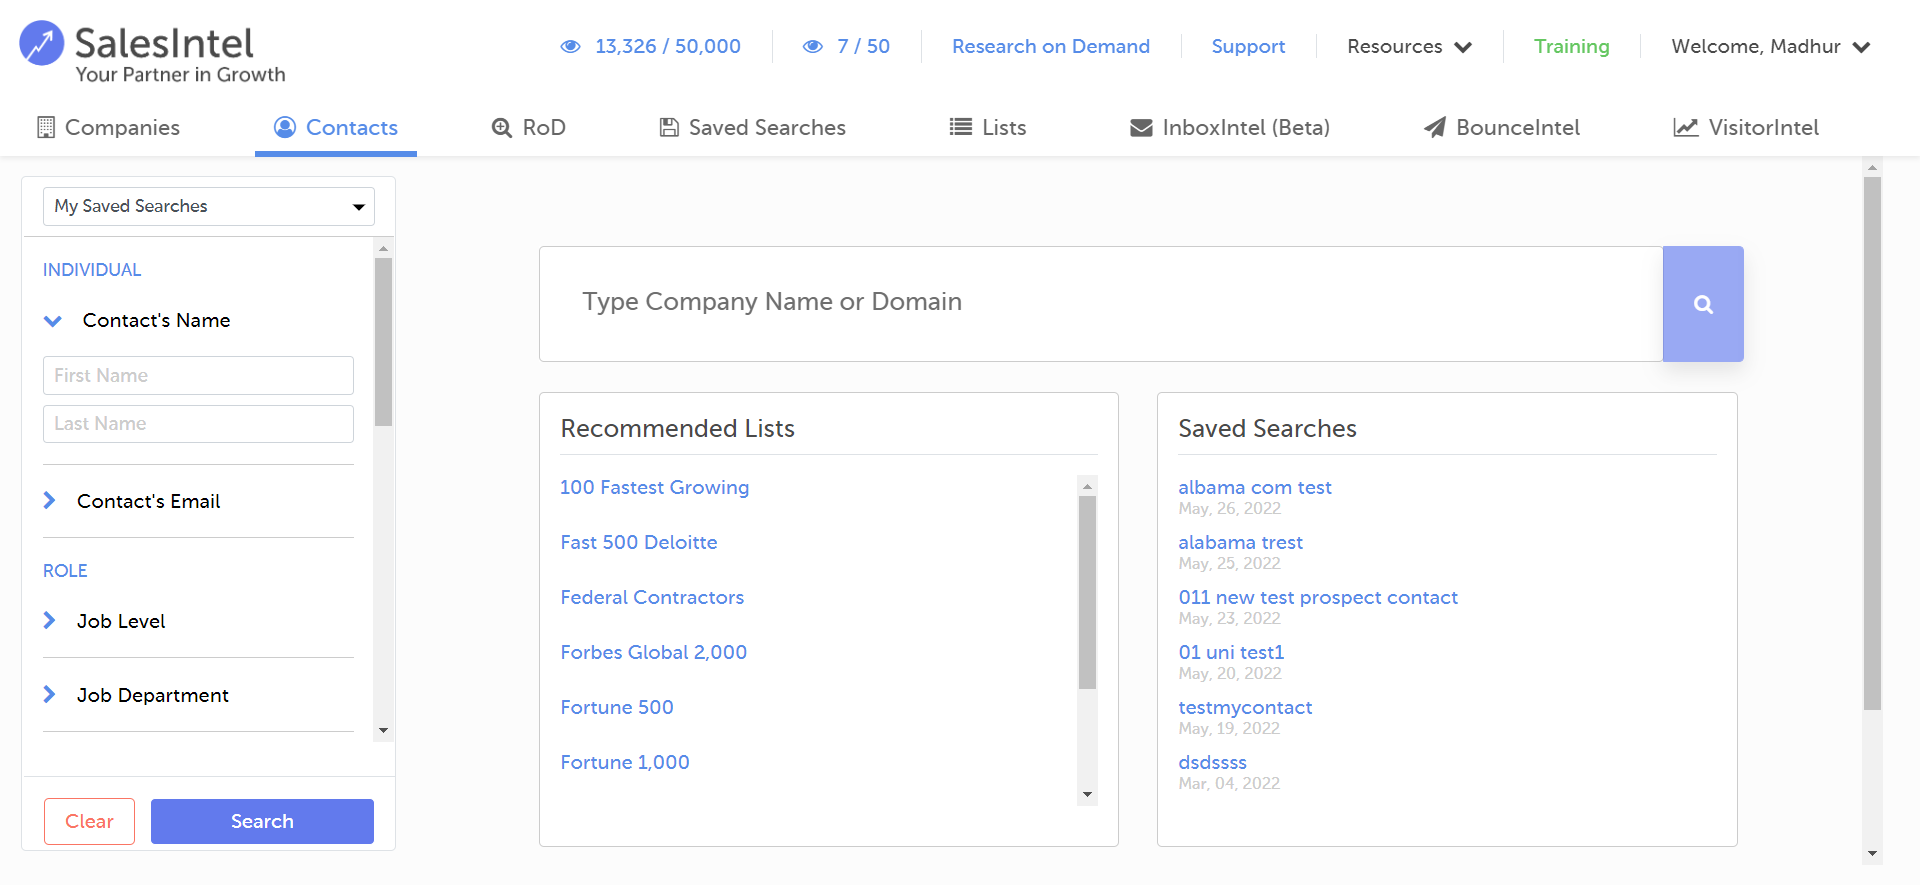 SalesIntel
Your Partner in Growth
13,326 / 50,000
7 / 50
Research on Demand
Support
Resources
Training
Welcome, Madhur
Companies
Contacts
RoD
Saved Searches
Lists
InboxIntel (Beta)
BounceIntel
VisitorIntel
My Saved Searches
INDIVIDUAL
Contact's Name
First Name
Last Name
Contact's Email
ROLE
Job Level
Job Department
Clear
Search
Type Company Name or Domain
Recommended Lists
100 Fastest Growing
Fast 500 Deloitte
Federal Contractors
Forbes Global 2,000
Fortune 500
Fortune 1,000
Saved Searches
albama com test
May, 26, 2022
alabama trest
May, 25, 2022
011 new test prospect contact
May, 23, 2022
01 uni test1
May, 20, 2022
testmycontact
May, 19, 2022
dsdssss
Mar, 04, 2022